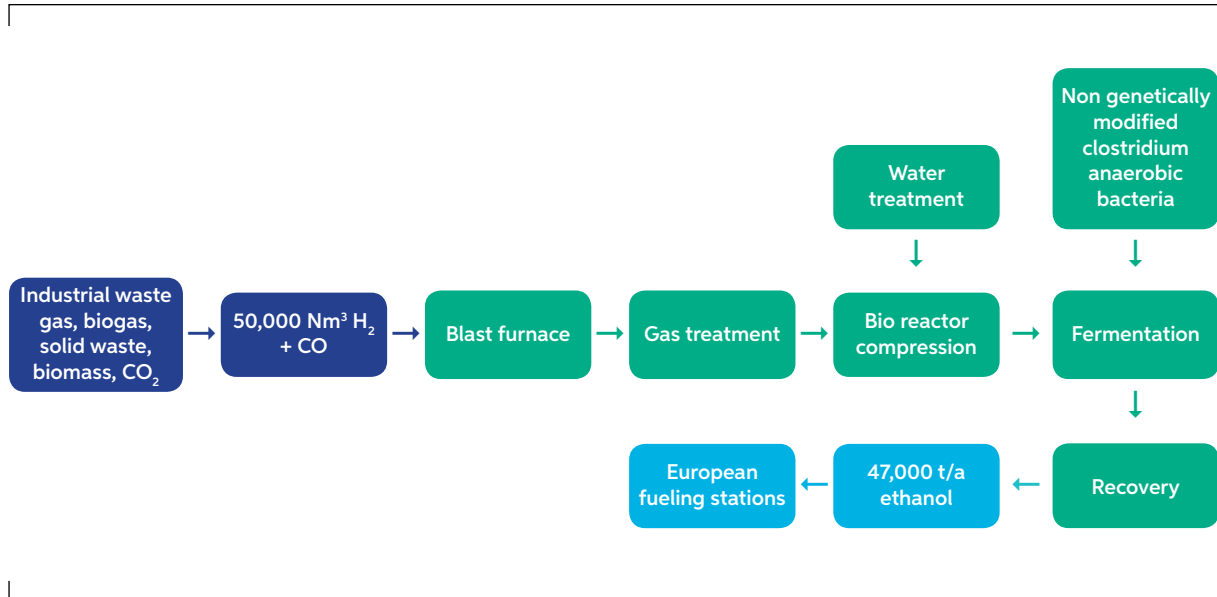 Non genetically
modified
clostridium
anaerobic
bacteria
Water
treatment
Industrial waste
gas, biogas,
solid waste,
biomass, CO₂
50,000 Nm³ H₂
+ CO
Blast furnace
Gas treatment
Bio reactor
compression
Fermentation
European
fueling stations
47,000 t/a
ethanol
Recovery